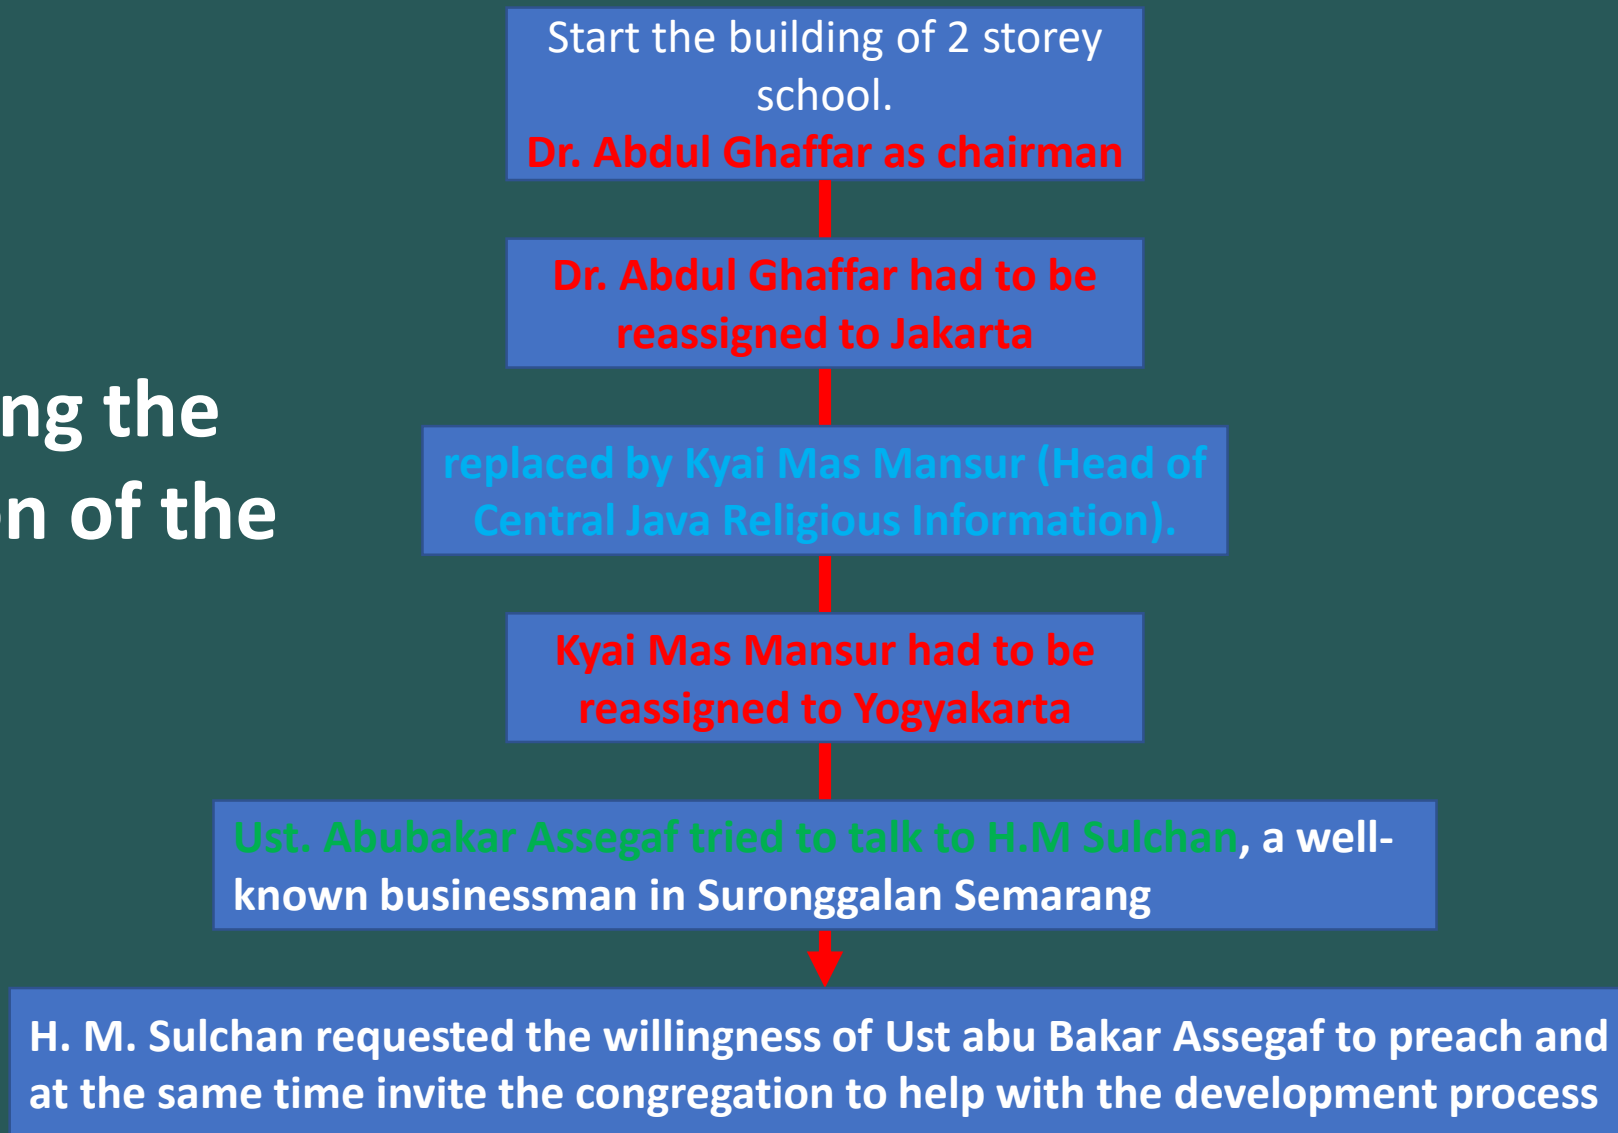 Start the building of 2 storey
school.
Dr. Abdul Ghaffar as chairman
Dr. Abdul Ghaffar had to be
reassigned to Jakarta
ng the
n of the
replaced by Kyai Mas Mansur (Head of
Central Java Religious Information).
Kyai Mas Mansur had to be
reassigned to Yogyakarta
Ust. Abubakar Assegaf tried to talk to H.M Sulchan, a well-
known businessman in Suronggalan Semarang
H. M. Sulchan requested the willingness of Ust abu Bakar Assegaf to preach and
at the same time invite the congregation to help with the development process